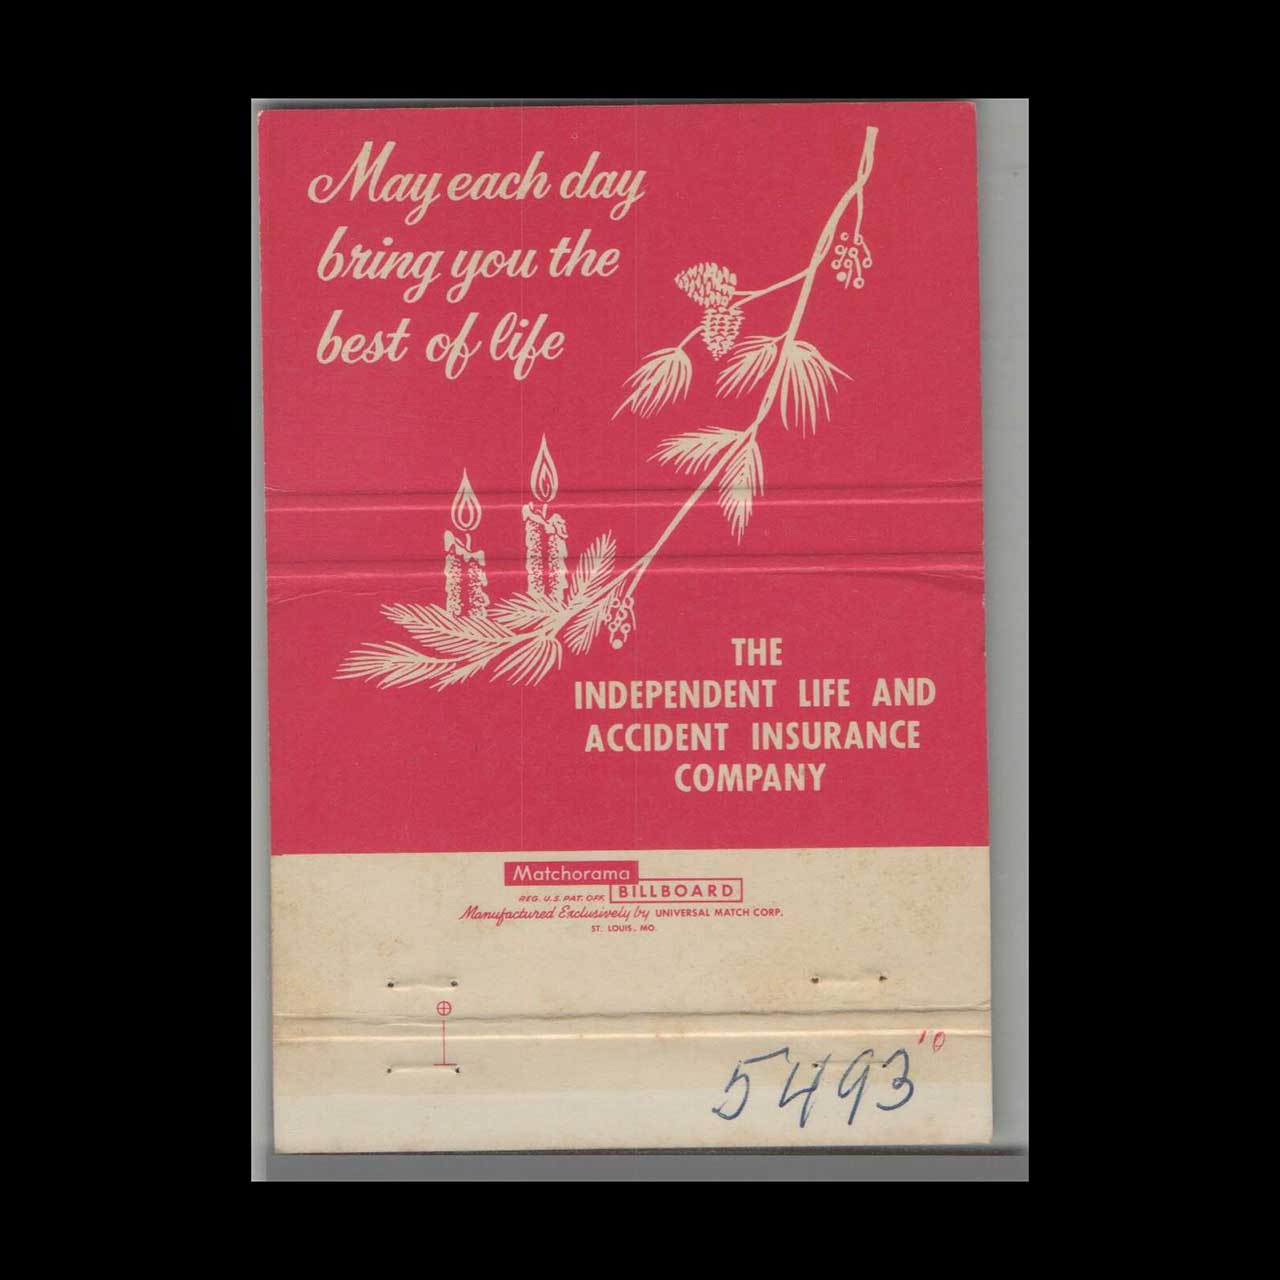 May each day
bring you the
best of life
THE
INDEPENDENT LIFE AND
ACCIDENT INSURANCE
COMPANY
Matchorama
REG. U.S. PAT. OFF. BILLBOARD
Manufactured Exclusively by UNIVERSAL MATCH CORP.
ST. LOUIS, MO.
5493